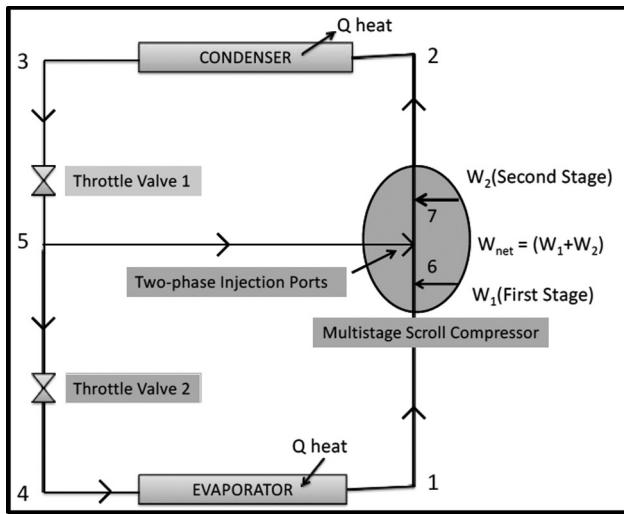 Q heat
3
CONDENSER
2
Throttle Valve 1
W₂(Second Stage)
7
5
Wnet = (W₁+W₂)
Two-phase Injection Ports
6
W₁(First Stage)
Multistage Scroll Compressor
Throttle Valve 2
Q heat
4
EVAPORATOR
1